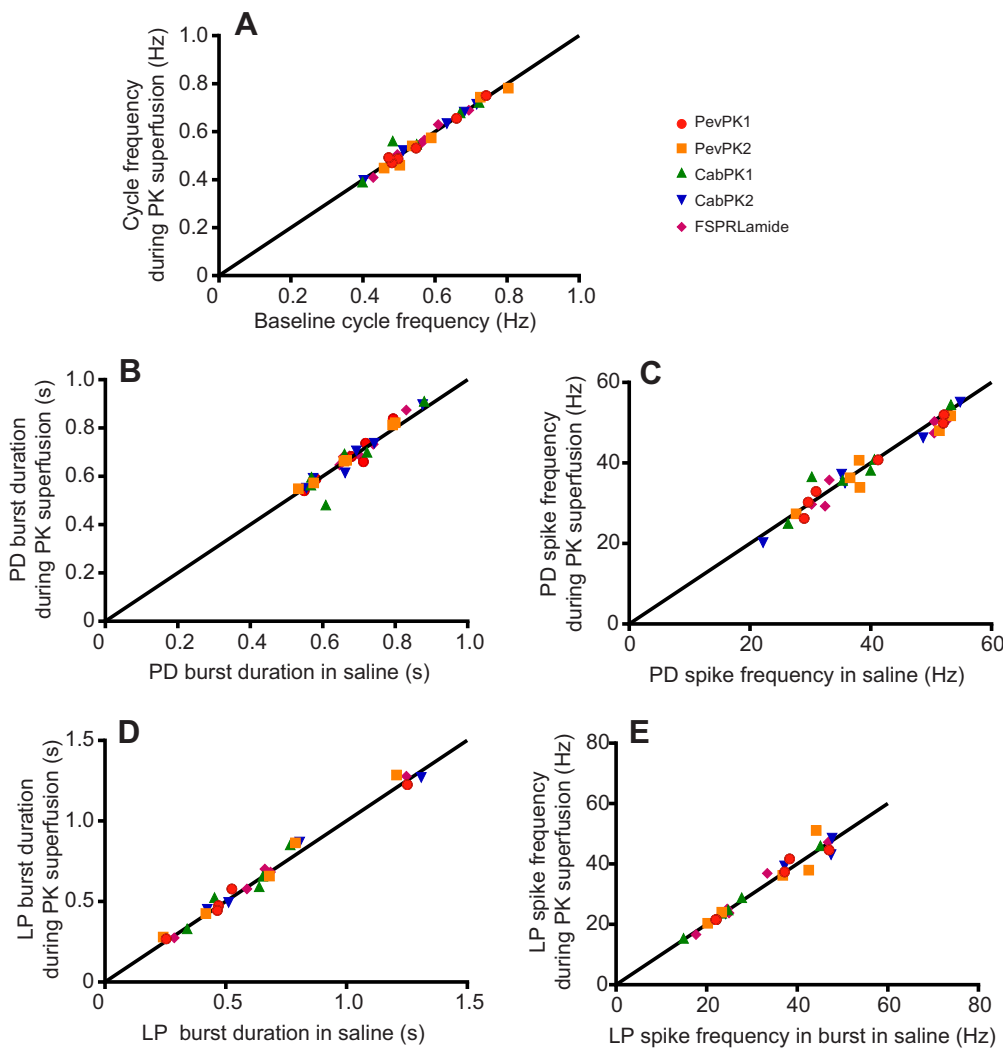 A
Cycle frequency
during PK superfusion (Hz)
1.0
0.8
0.6
0.4
0.2
0
0
0.2
0.4
0.6
0.8
1.0
Baseline cycle frequency (Hz)
PevPK1
PevPK2
CabPK1
CabPK2
FSPRLamide
B
PD burst duration
during PK superfusion (s)
1.0
0.8
0.6
0.4
0.2
0
0
0.2
0.4
0.6
0.8
1.0
PD burst duration in saline (s)
C
PD spike frequency
during PK superfusion (Hz)
60
40
20
0
0
20
40
60
PD spike frequency in saline (Hz)
D
LP burst duration
during PK superfusion (s)
1.5
1.0
0.5
0
0
0.5
1.0
1.5
LP burst duration in saline (s)
E
LP spike frequency
during PK superfusion (Hz)
80
60
40
20
0
0
20
40
60
80
LP spike frequency in burst in saline (Hz)